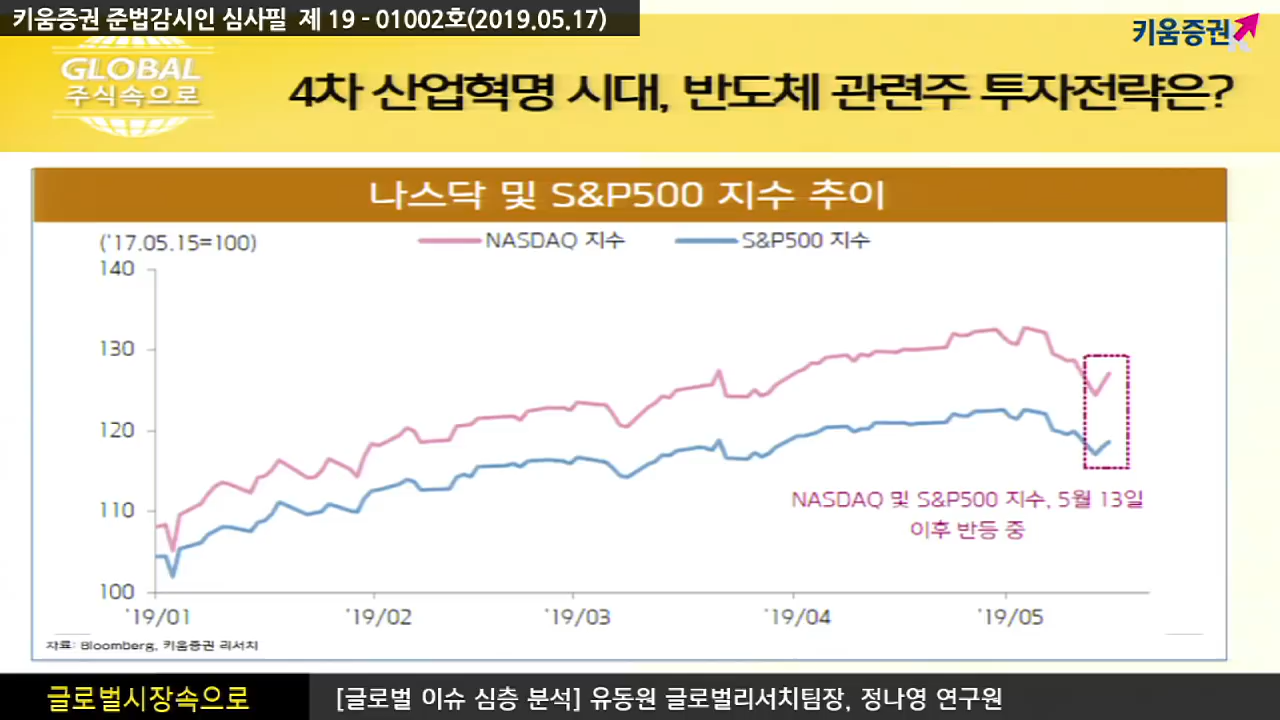 키움증권 준법감시인 심사필 제 19 - 01002호(2019.05.17)
키움증권
GLOBAL
주식속으로
4차 산업혁명 시대, 반도체 관련주 투자전략은?
나스닥 및 S&P500 지수 추이
('17.05.15=100)
NASDAQ 지수
S&P500 지수
140
130
120
110
100
'19/01
'19/02
'19/03
'19/04
'19/05
NASDAQ 및 S&P500 지수, 5월 13일
이후 반등 중
자료: Bloomberg, 키움증권 리서치
글로벌시장속으로
[글로벌 이슈 심층 분석] 유동원 글로벌리서치팀장, 정나영 연구원